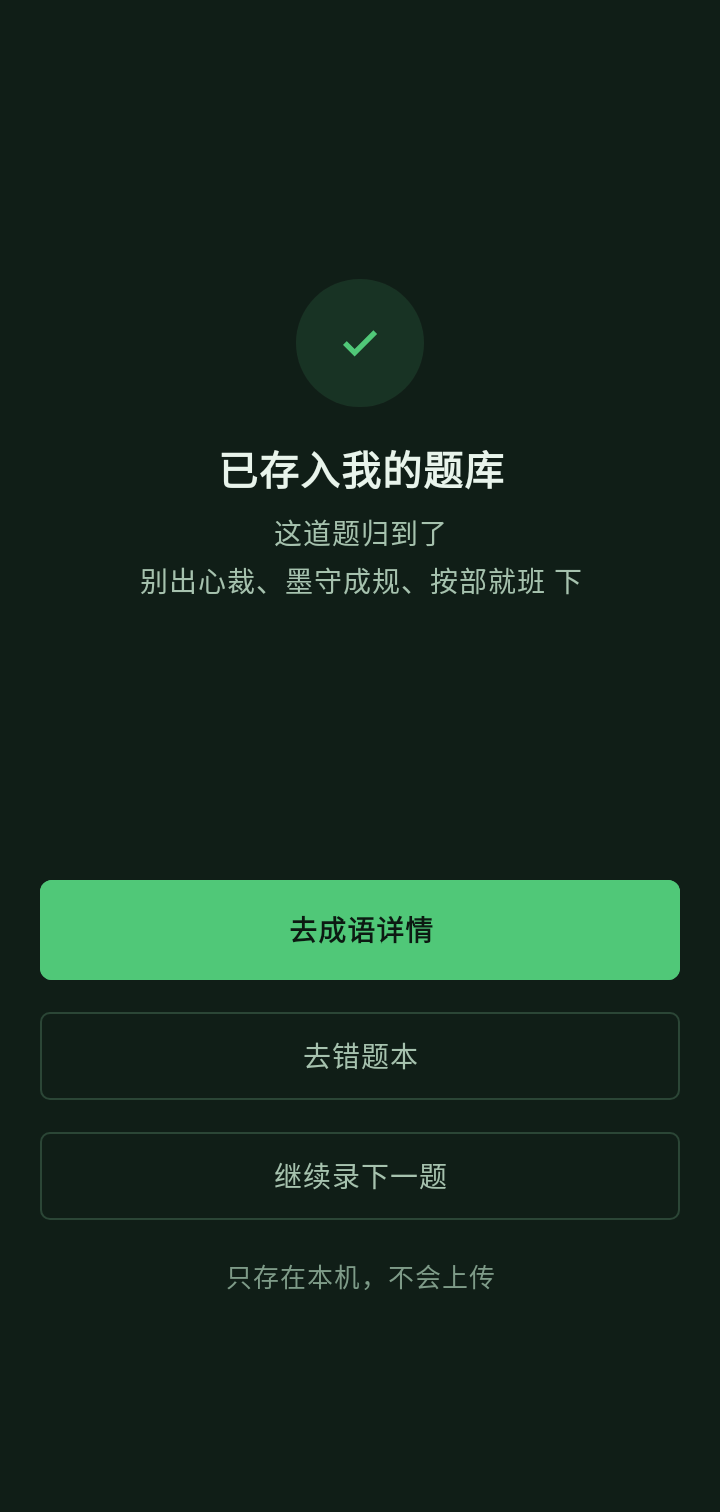 已存入我的题库
这道题归到了
别出心裁、墨守成规、按部就班 下
去成语详情
去错题本
继续录下一题
只存在本机，不会上传